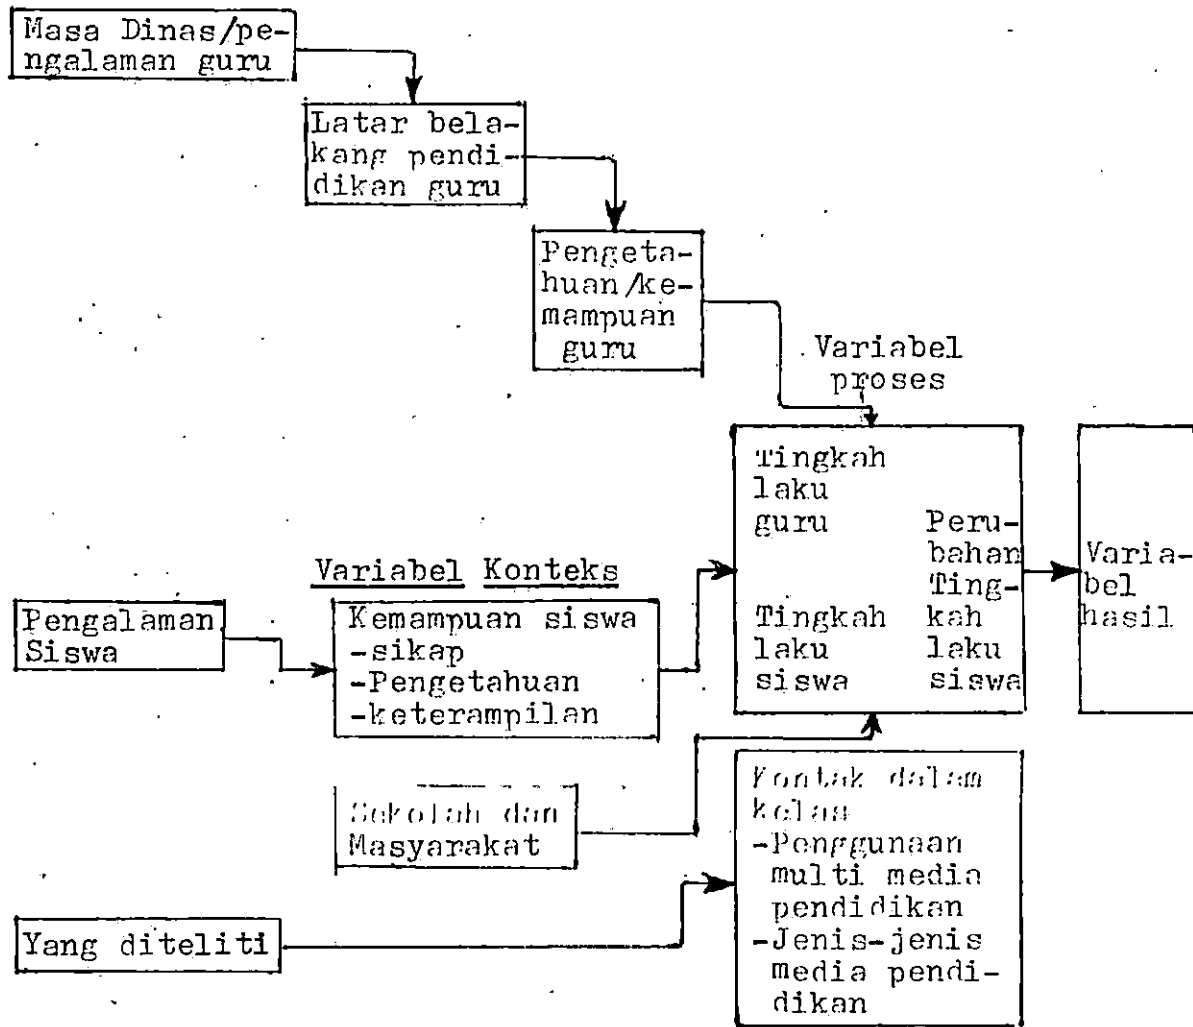 Masa Dinas/pe-
ngalaman guru
Latar bela-
kang pendi-
dikan guru
Pengeta-
huan/ke-
mampuan
guru
Variabel
proses
Tingkah
laku
guru
Tingkah
laku
siswa
Peru-
bahan
Ting-
kah
laku
siswa
Varia-
bel
hasil
Variabel Konteks
Pengalaman
Siswa
Kemampuan siswa
-sikap
-Pengetahuan
-keterampilan
Sekolah dan
Masyarakat
Kontak dalam
kelas
-Penggunaan
multi media
pendidikan
-Jenis-jenis
media pendi-
dikan
Yang diteliti